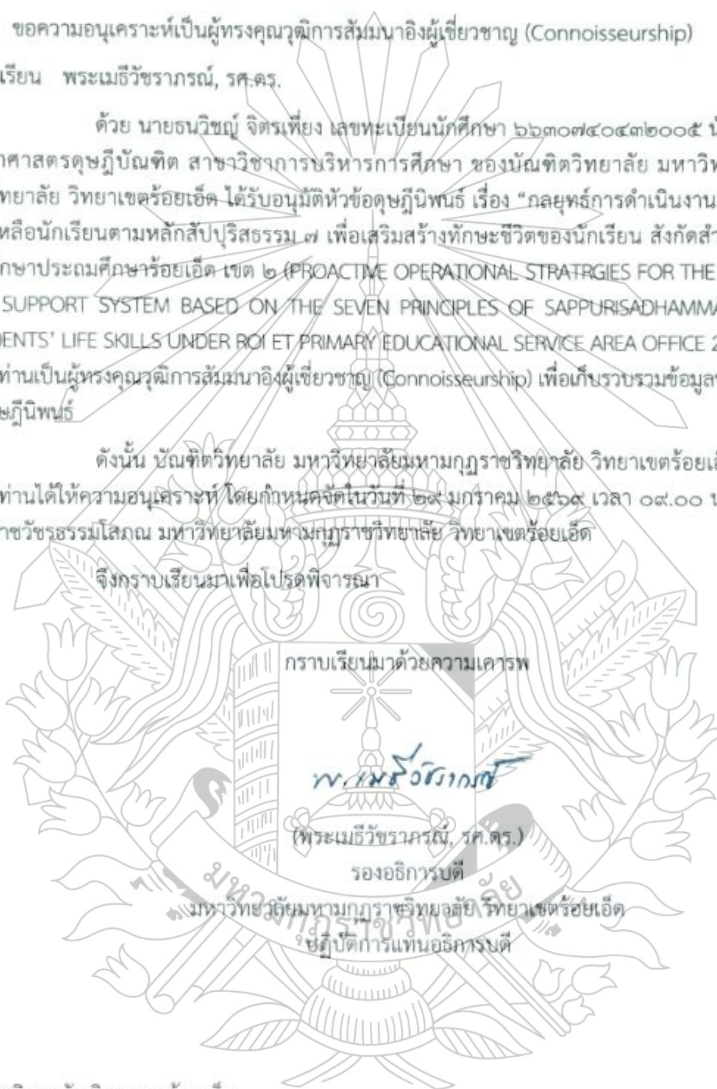 ขอความอนุเคราะห์เป็นผู้ทรงคุณวุฒิการสัมมนาอิงผู้เชี่ยวชาญ (Connoisseurship)
เรียน พระเมธีวัชราภรณ์, รศ.ดร.
ด้วย นายธนวิชญ์ จิตรเที่ยง เลขทะเบียนนักศึกษา ๖๖๓๐๗๔๐๔๓๒๐๐๕
าศาสตรดุษฎีบัณฑิต สาขาวิชาการบริหารการศึกษา ของบัณฑิตวิทยาลัย มหาวิท
ทยาลัย วิทยาเขตร้อยเอ็ด ได้รับอนุมัติหัวข้อดุษฎีนิพนธ์ เรื่อง “กลยุทธ์การดำเนินงาน
หลือนักเรียนตามหลักสัปปุริสธรรม ๗ เพื่อเสริมสร้างทักษะชีวิตของนักเรียน สังกัดสำ
ึกษาประถมศึกษาร้อยเอ็ด เขต ๒ (PROACTIVE OPERATIONAL STRATRGIES FOR THE
SUPPORT SYSTEM BASED ON THE SEVEN PRINCIPLES OF SAPPURISADHAMMA
DENTS’ LIFE SKILLS UNDER ROI ET PRIMARY EDUCATIONAL SERVICE AREA OFFICE 2
ท่านเป็นผู้ทรงคุณวุฒิการสัมมนาอิงผู้เชี่ยวชาญ (Connoisseurship) เพื่อเก็บรวบรวมข้อมูล
ษฎีนิพนธ์
ดังนั้น บัณฑิตวิทยาลัย มหาวิทยาลัยมหามกุฏราชวิทยาลัย วิทยาเขตร้อยเอ็
ท่านได้ให้ความอนุเคราะห์ โดยกำหนดจัดในวันที่ ๒๙ มกราคม ๒๕๖๙ เวลา ๐๙.๐๐ น
าชวัชรธรรมโสภณ มหาวิทยาลัยมหามกุฏราชวิทยาลัย วิทยาเขตร้อยเอ็ด
จึงกราบเรียนมาเพื่อโปรดพิจารณา
กราบเรียนมาด้วยความเคารพ
พ.เมธีวัชราภรณ์
(พระเมธีวัชราภรณ์, รศ.ดร.)
รองอธิการบดี
มหาวิทยาลัยมหามกุฏราชวิทยาลัย วิทยาเขตร้อยเอ็ด
ปฏิบัติการแทนอธิการบดี
มหามกุฏราชวิทยาลัย